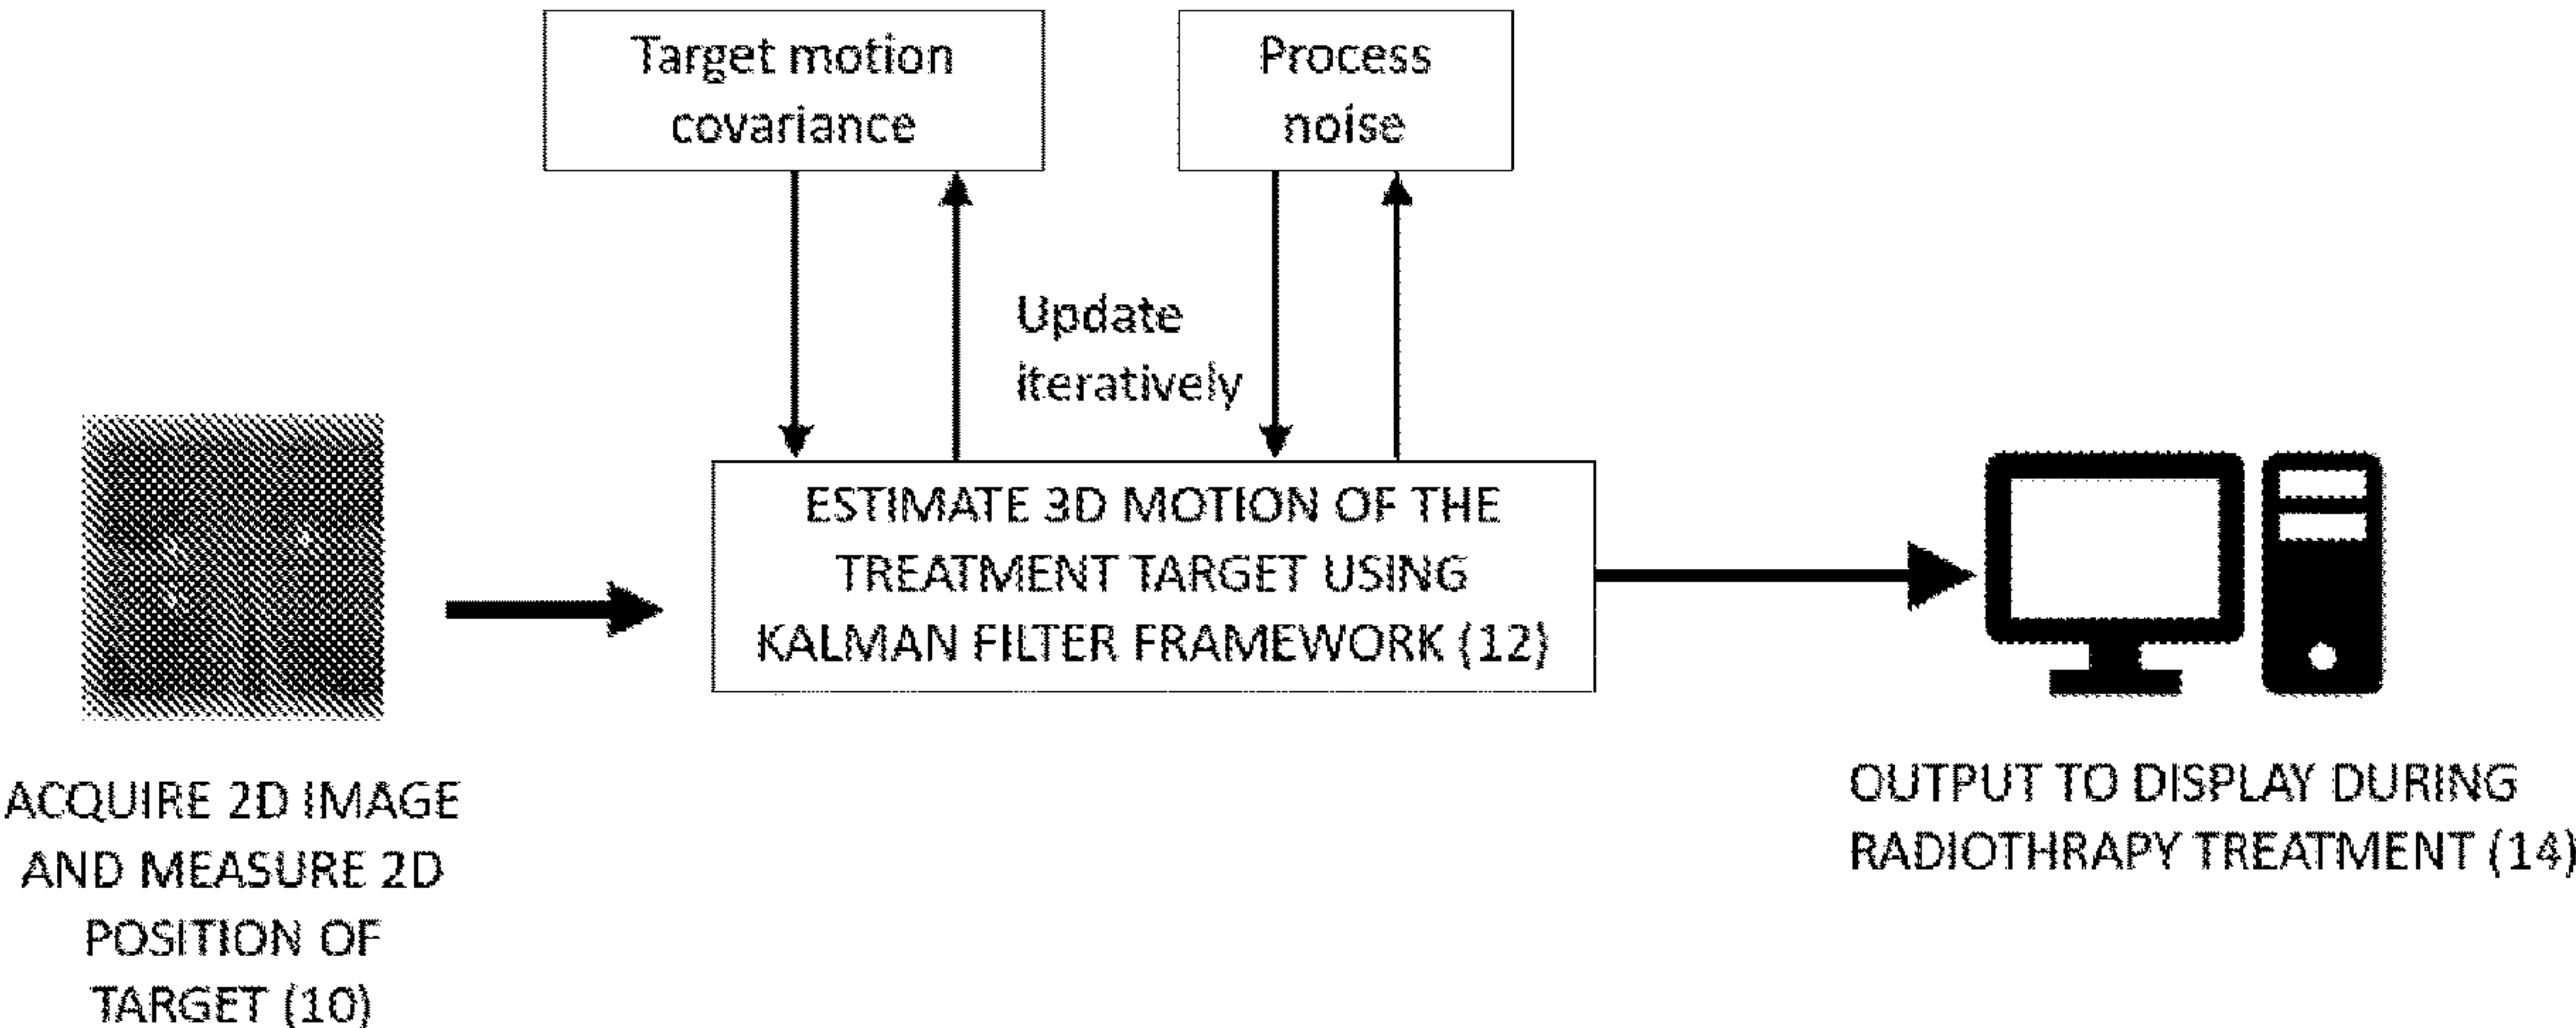 Target motion
covariance
Process
noise
Update
iteratively
ESTIMATE 3D MOTION OF THE
TREATMENT TARGET USING
KALMAN FILTER FRAMEWORK (12)
ACQUIRE 2D IMAGE
AND MEASURE 2D
POSITION OF
TARGET (10)
OUTPUT TO DISPLAY DURING
RADIOTHRAPY TREATMENT (14)